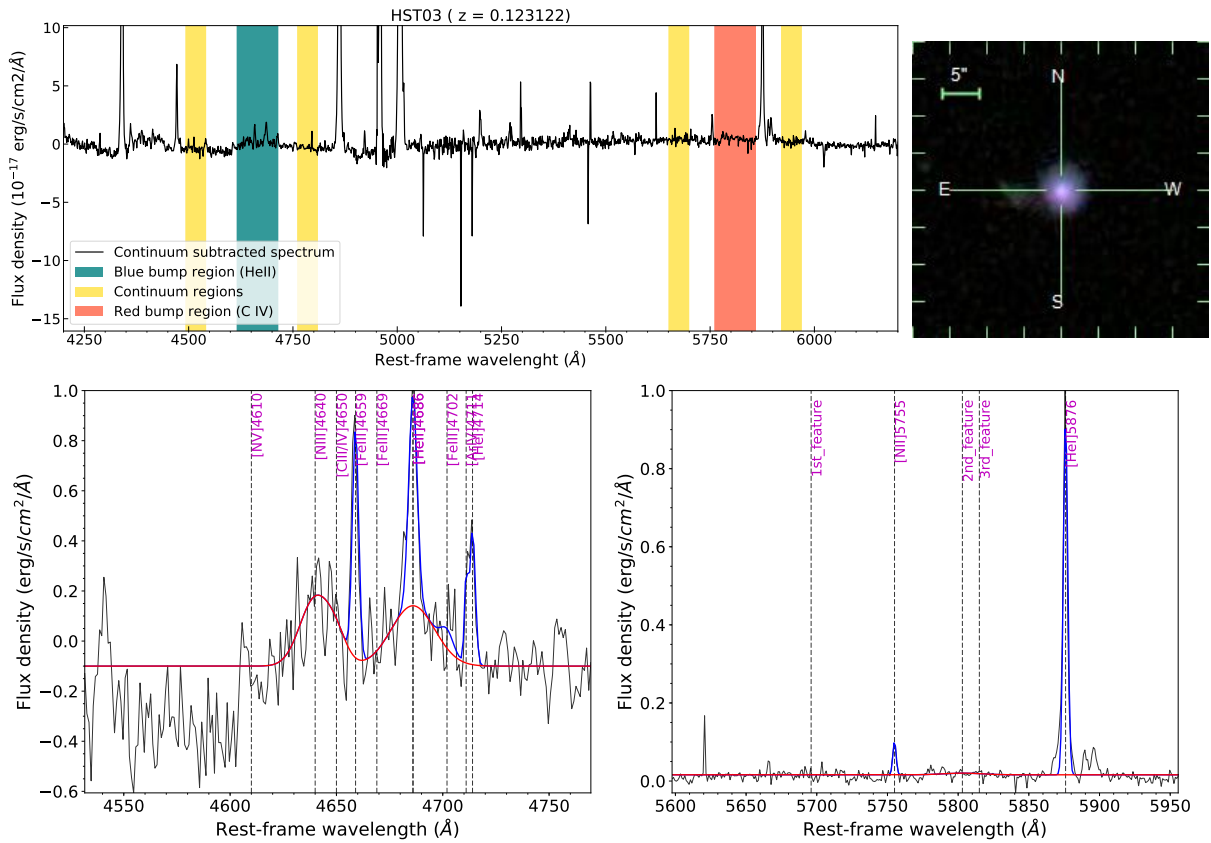 HST03 ( z = 0.123122)
Flux density (10⁻¹⁷ erg/s/cm2/Å)
10
5
0
−5
−10
−15
Continuum subtracted spectrum
Blue bump region (HeII)
Continuum regions
Red bump region (C IV)
4250 4500 4750 5000 5250 5500 5750 6000
Rest-frame wavelenght (Å)
5"
N
E
W
S
Flux density (erg/s/cm²/Å)
1.0
0.8
0.6
0.4
0.2
0.0
−0.2
−0.4
−0.6
[NV]4610
[NIII]4640
[CIII/IV]4650
[FeIII]4659
[FeIII]4669
[HeII]4686
[FeIII]4702
[ArIV]4711
[HeI]4714
4550 4600 4650 4700 4750
Rest-frame wavelength (Å)
Flux density (erg/s/cm²/Å)
1.0
0.8
0.6
0.4
0.2
0.0
1st_feature
[NII]5755
2nd_feature
3rd_feature
[HeI]5876
5600 5650 5700 5750 5800 5850 5900 5950
Rest-frame wavelength (Å)